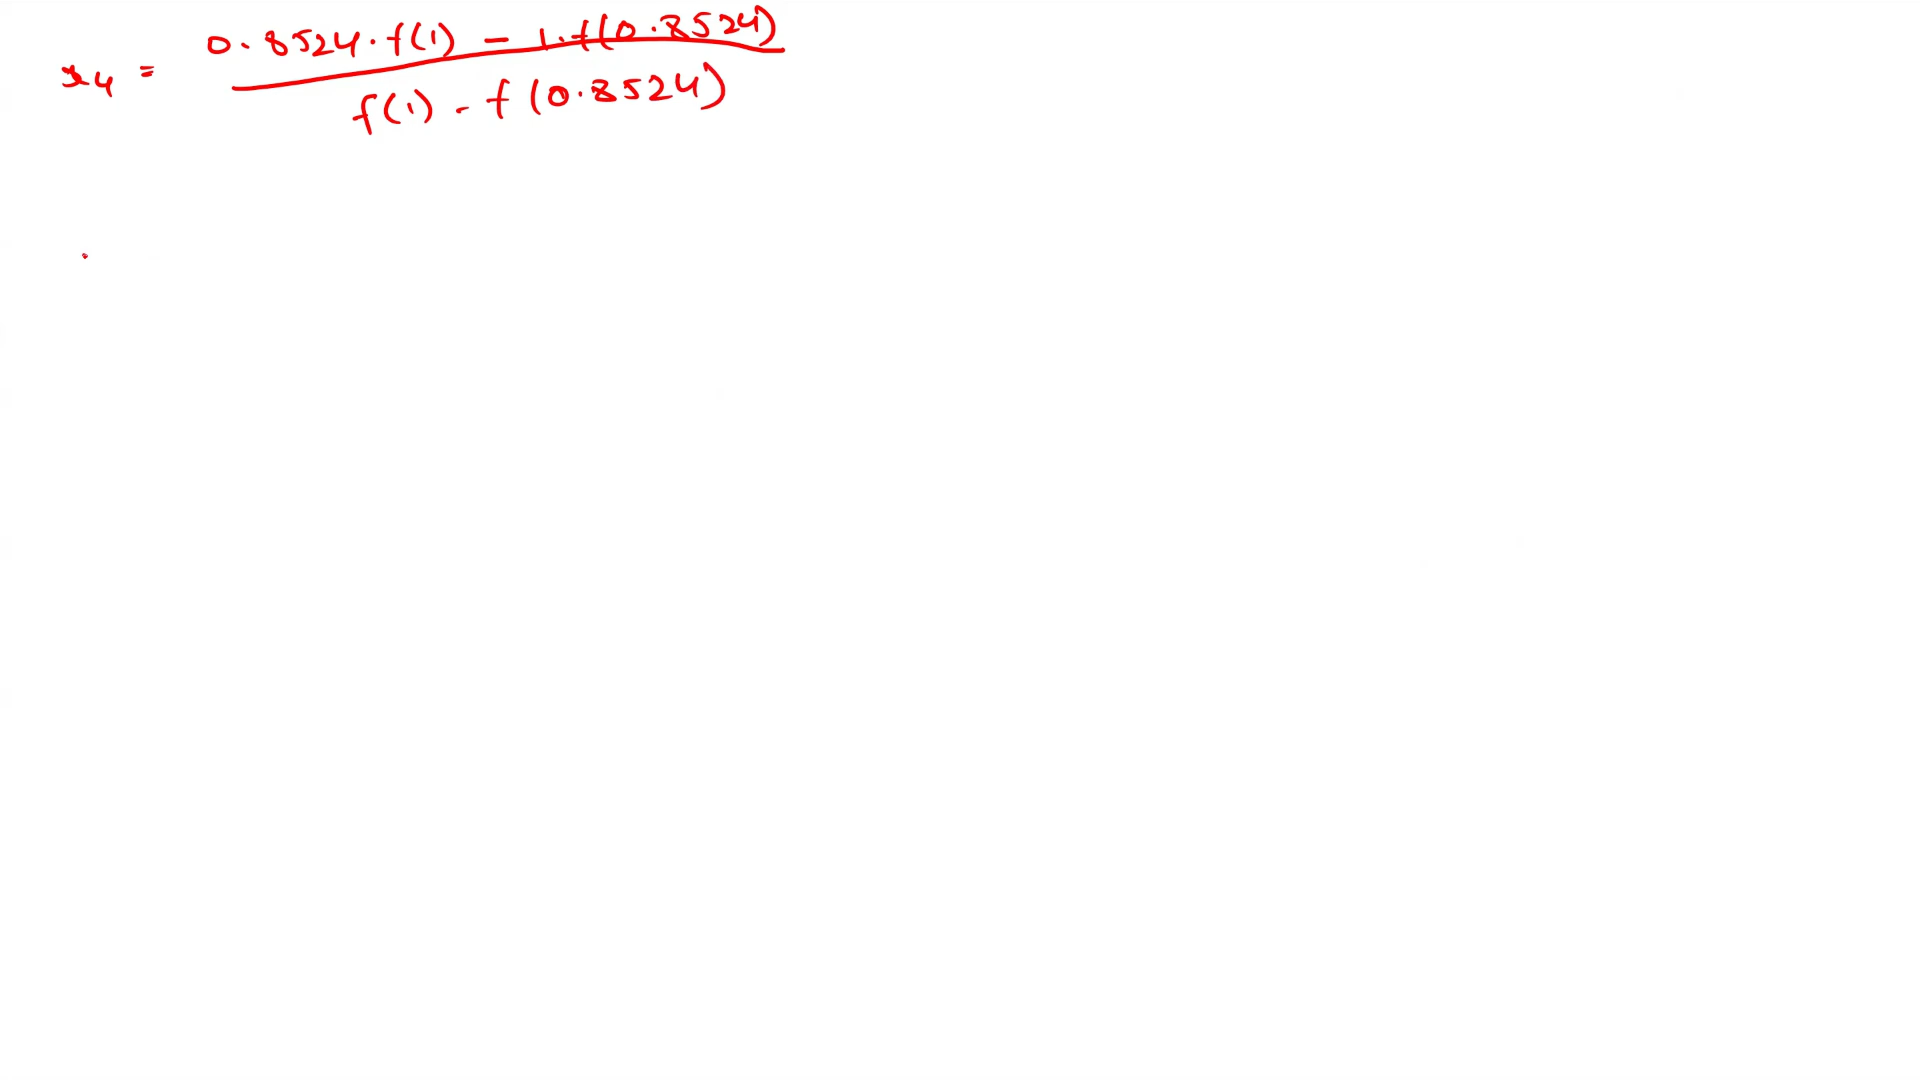 x₄ = 0.8524·f(1) − 1·f(0.8524)
f(1) - f(0.8524)